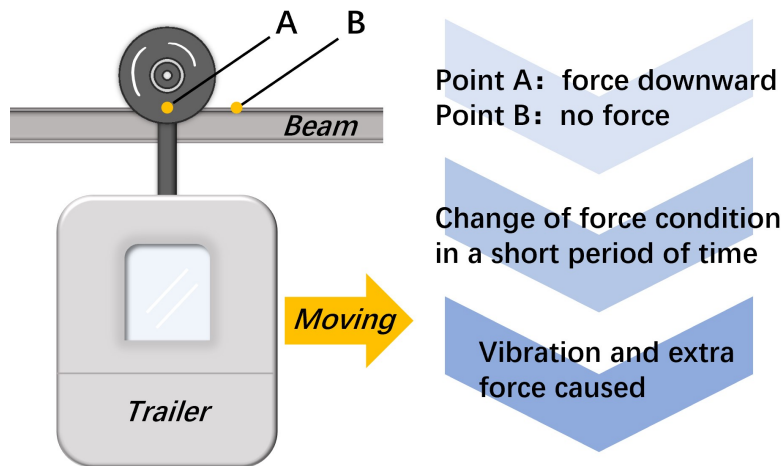 A
B
Beam
Trailer
Moving
Point A：force downward
Point B：no force
Change of force condition
in a short period of time
Vibration and extra
force caused